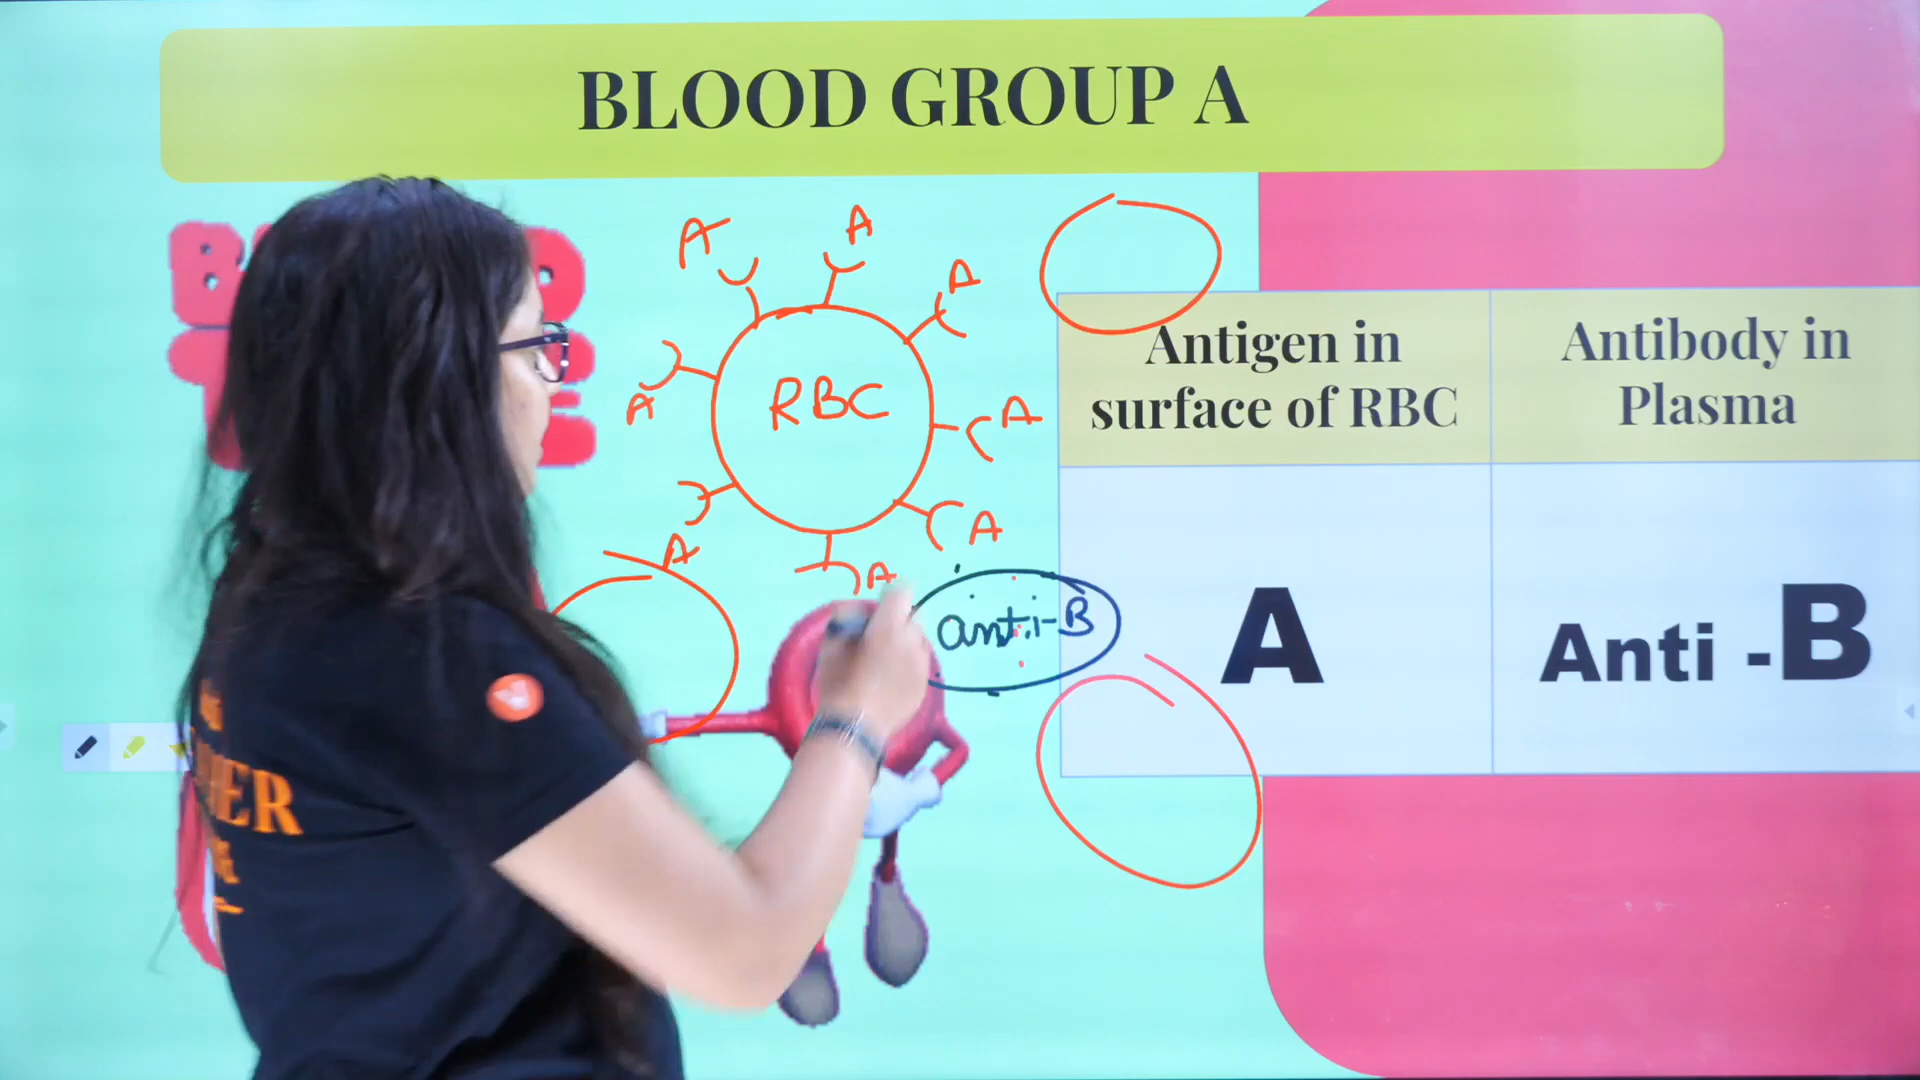 BLOOD GROUP A
A
A
A
A
RBC
A
A
A
A
anti-B
Antigen in
surface of RBC
Antibody in
Plasma
A
Anti -B